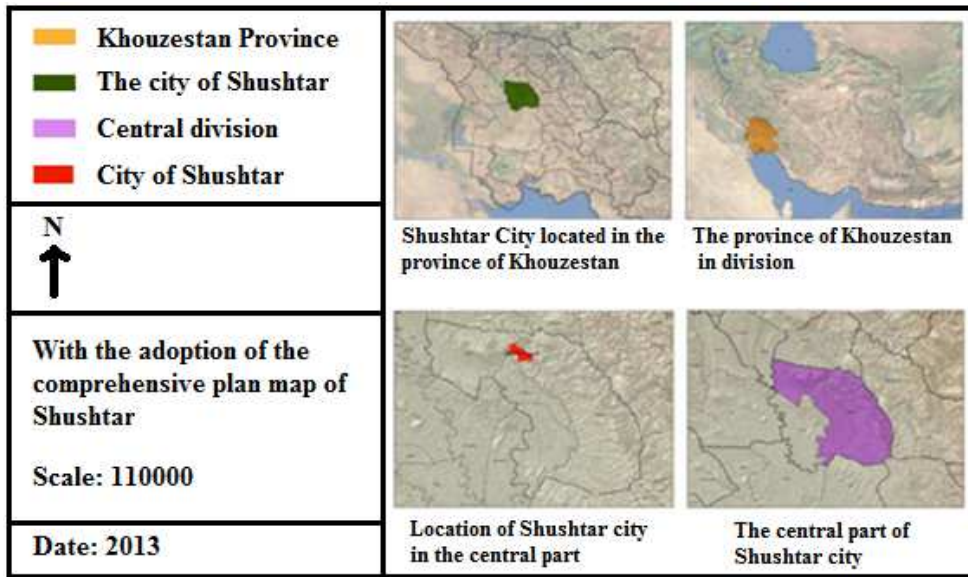 Khouzestan Province
The city of Shushtar
Central division
City of Shushtar
N
With the adoption of the
comprehensive plan map of
Shushtar
Scale: 110000
Date: 2013
Shushtar City located in the
province of Khouzestan
The province of Khouzestan
in division
Location of Shushtar city
in the central part
The central part of
Shushtar city